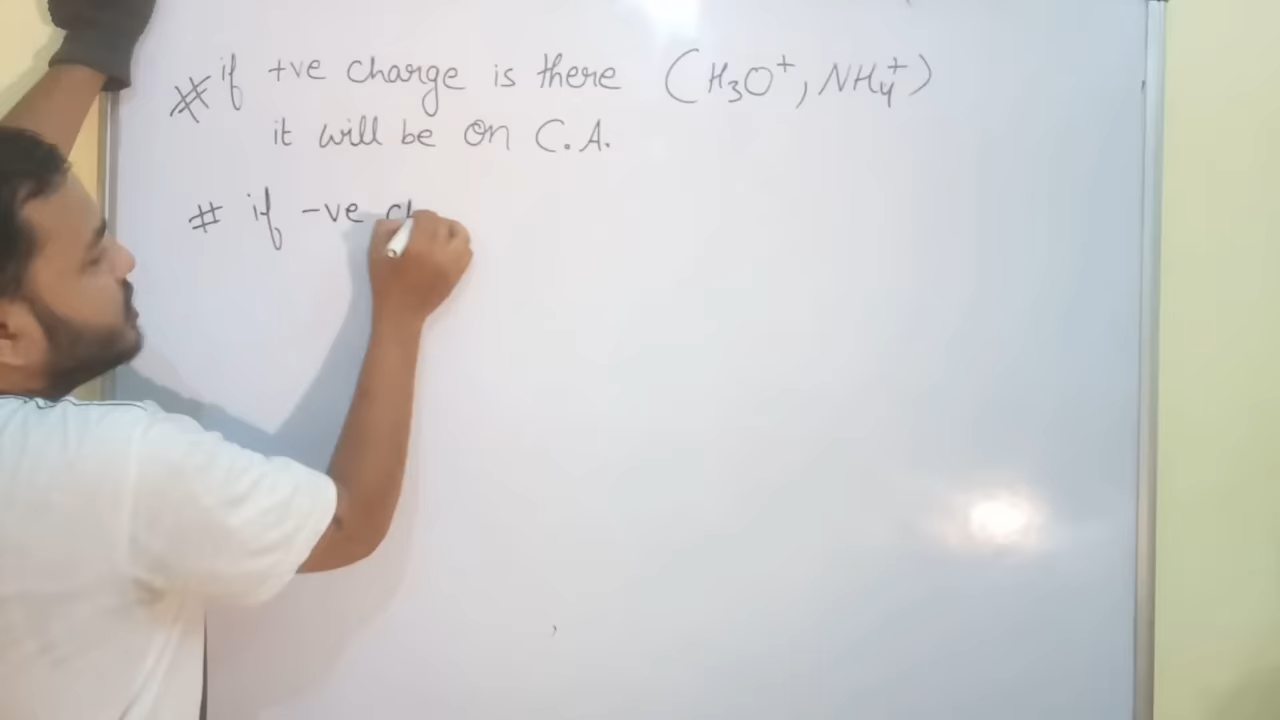 # if +ve charge is there (H₃O⁺, NH₄⁺)
it will be on C.A.
# if -ve